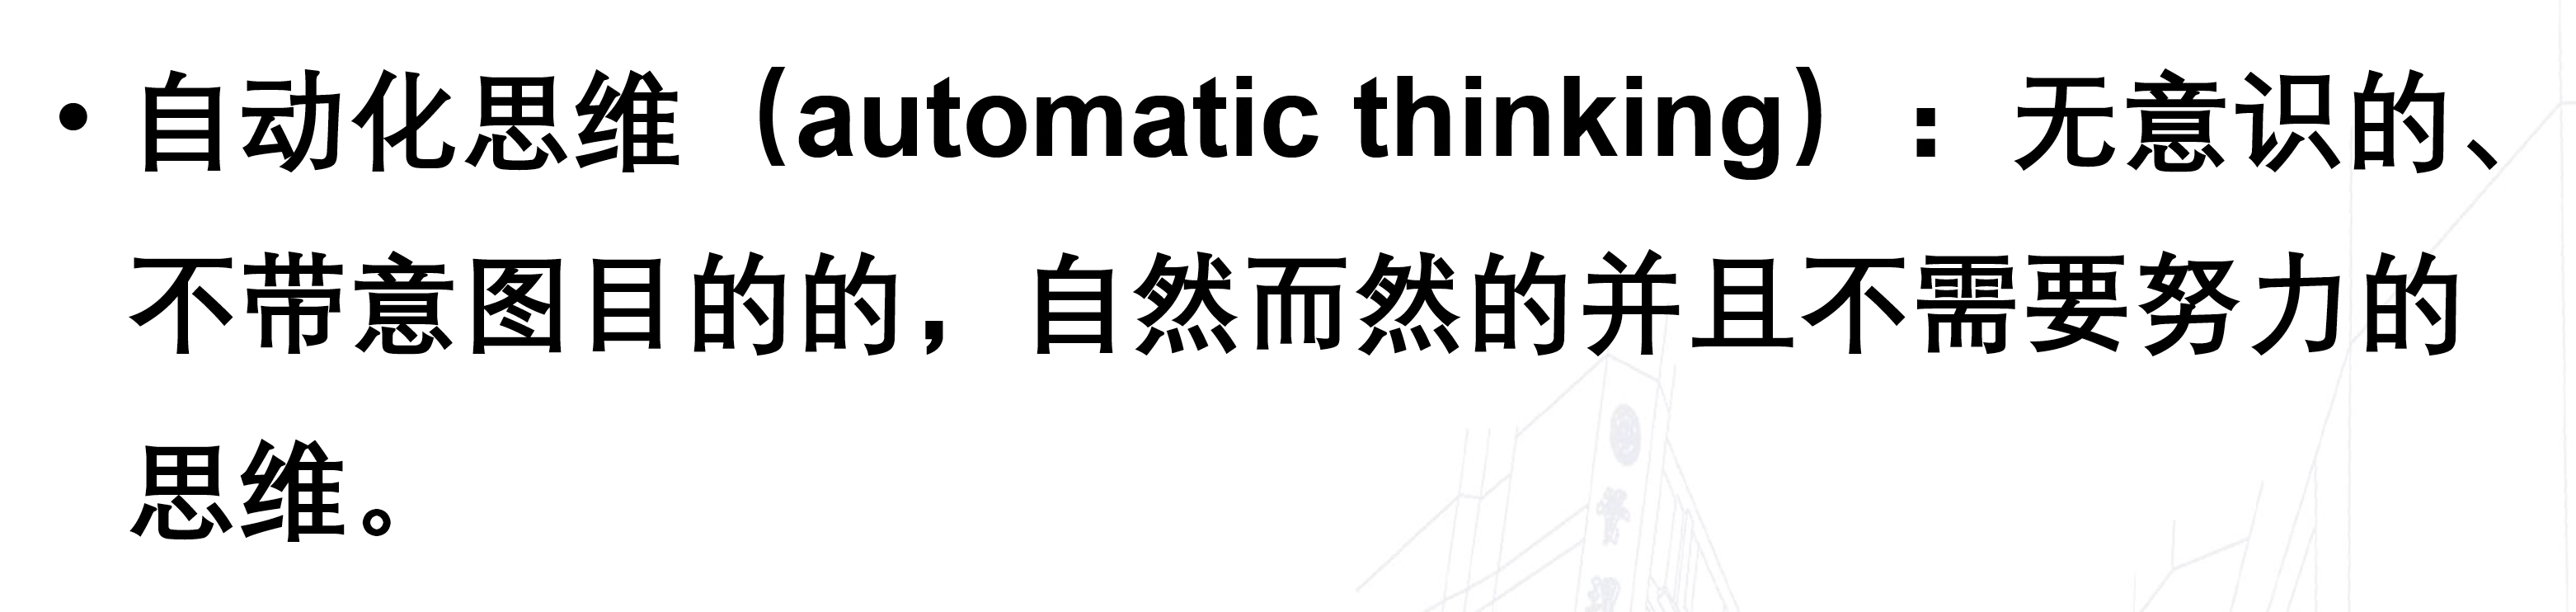 • 自动化思维（automatic thinking）：无意识的、
不带意图目的的，自然而然的并且不需要努力的
思维。